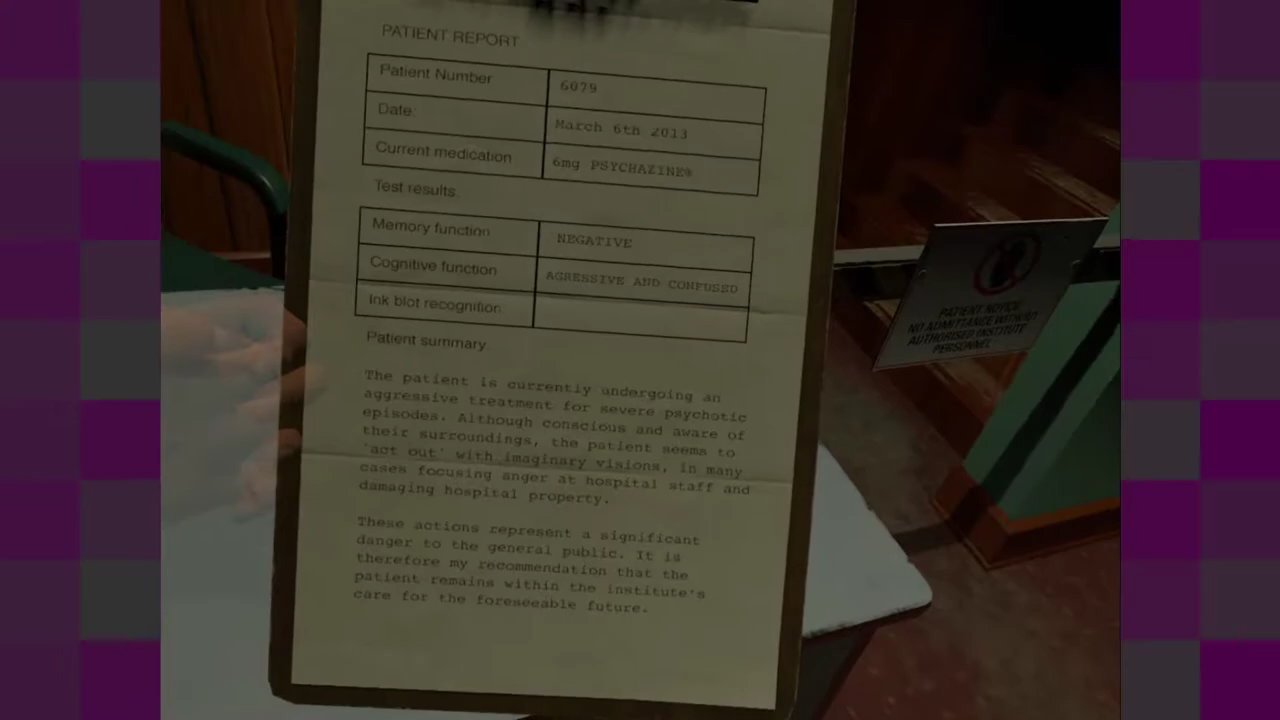 PATIENT REPORT
Patient Number 6079
Date March 6th 2013
Current medication 6mg PSYCHAZINE®
Test results
Memory function NEGATIVE
Cognitive function AGRESSIVE AND CONFUSSD
Ink blot recognition
Patient summary
The patient is currently undergoing an
aggressive treatment for severe psychotic
episodes. Although conscious and aware of
their surroundings, the patient seems to
'act out' with imaginary visions, in many
cases focusing anger at hospital staff and
damaging hospital property.
These actions represent a significant
danger to the general public. It is
therefore my recommendation that the
patient remains within the institute's
care for the foreseeable future.
PATIENT NOTICE
NO ADMITTANCE WITHOUT
AUTHORISED INSTITUTE
PERSONNEL